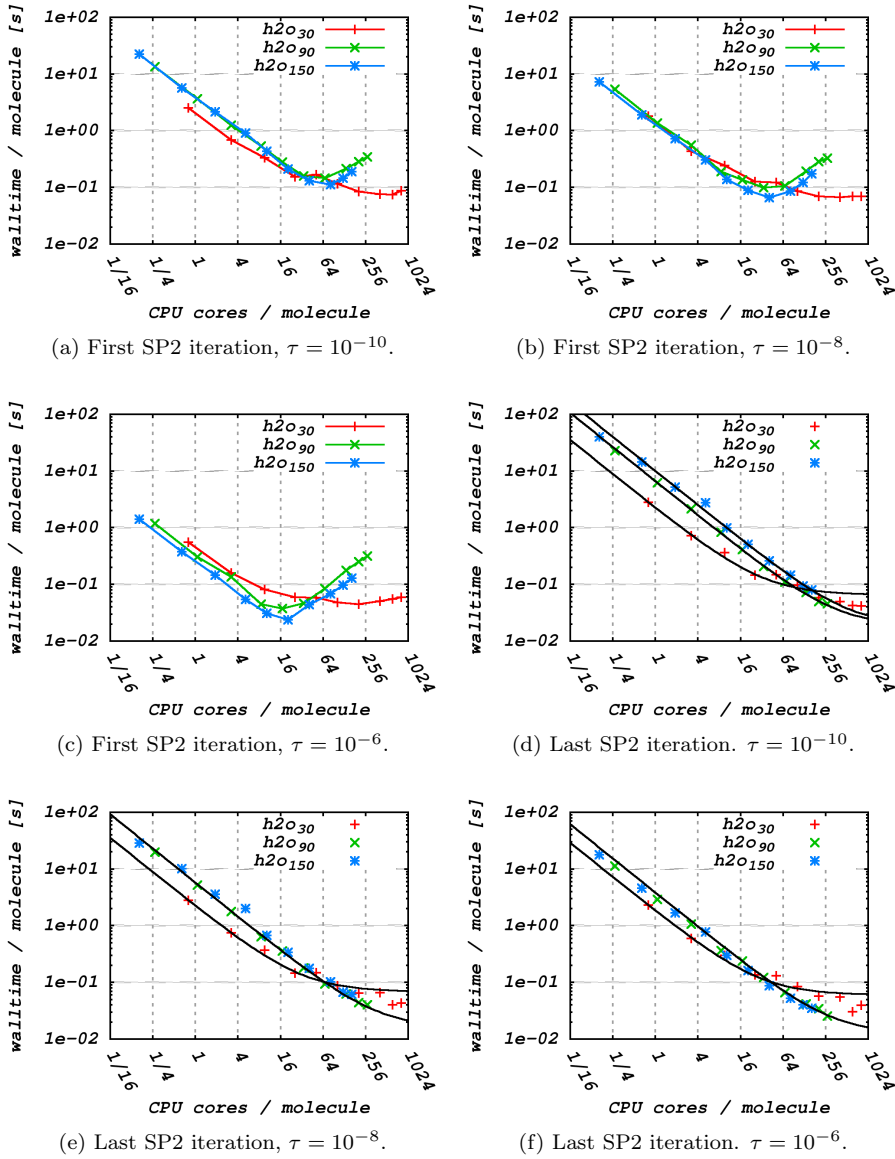 walltime / molecule [s]
1e+02
1e+01
1e+00
1e-01
1e-02
h2o30
h2o90
h2o150
1/16
1/4
1
4
16
64
256
1024
CPU cores / molecule
(a) First SP2 iteration, τ = 10−10.
walltime / molecule [s]
1e+02
1e+01
1e+00
1e-01
1e-02
h2o30
h2o90
h2o150
1/16
1/4
1
4
16
64
256
1024
CPU cores / molecule
(b) First SP2 iteration, τ = 10−8.
walltime / molecule [s]
1e+02
1e+01
1e+00
1e-01
1e-02
h2o30
h2o90
h2o150
1/16
1/4
1
4
16
64
256
1024
CPU cores / molecule
(c) First SP2 iteration, τ = 10−6.
walltime / molecule [s]
1e+02
1e+01
1e+00
1e-01
1e-02
h2o30
h2o90
h2o150
1/16
1/4
1
4
16
64
256
1024
CPU cores / molecule
(d) Last SP2 iteration. τ = 10−10.
walltime / molecule [s]
1e+02
1e+01
1e+00
1e-01
1e-02
h2o30
h2o90
h2o150
1/16
1/4
1
4
16
64
256
1024
CPU cores / molecule
(e) Last SP2 iteration, τ = 10−8.
walltime / molecule [s]
1e+02
1e+01
1e+00
1e-01
1e-02
h2o30
h2o90
h2o150
1/16
1/4
1
4
16
64
256
1024
CPU cores / molecule
(f) Last SP2 iteration. τ = 10−6.